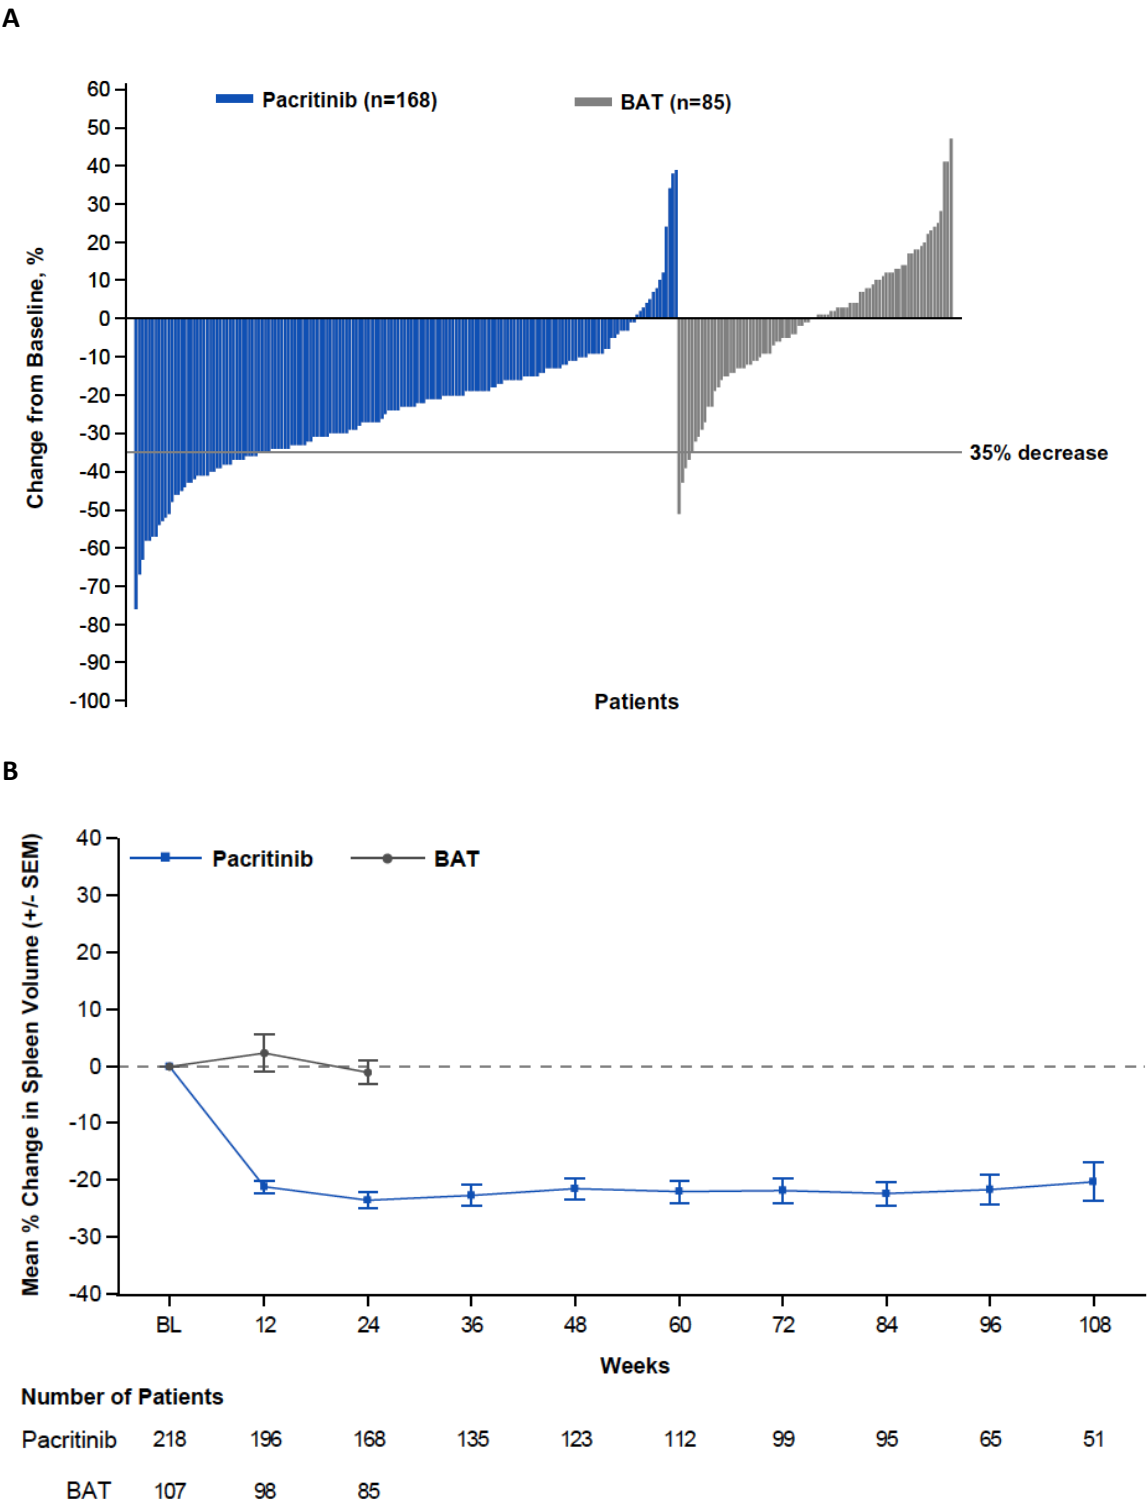 A
Pacritinib (n=168) BAT (n=85)
60
50
40
30
20
10
0
-10
-20
-30
-40
-50
-60
-70
-80
-90
-100
Change from Baseline, %
35% decrease
Patients
B
Pacritinib BAT
40
30
20
10
0
-10
-20
-30
-40
Mean % Change in Spleen Volume (+/- SEM)
BL 12 24 36 48 60 72 84 96 108
Weeks
Number of Patients
Pacritinib 218 196 168 135 123 112 99 95 65 51
BAT 107 98 85